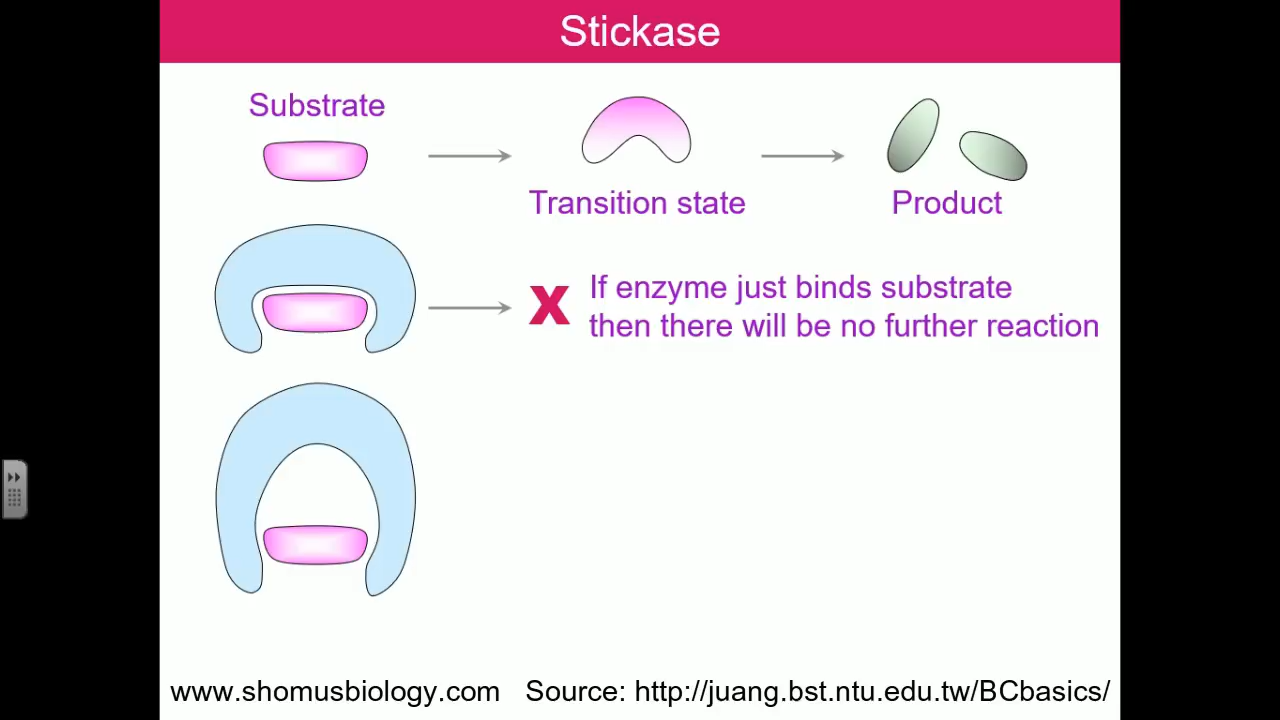 Stickase
Substrate
Transition state
Product
X
If enzyme just binds substrate
then there will be no further reaction
www.shomusbiology.com
Source: http://juang.bst.ntu.edu.tw/BCbasics/